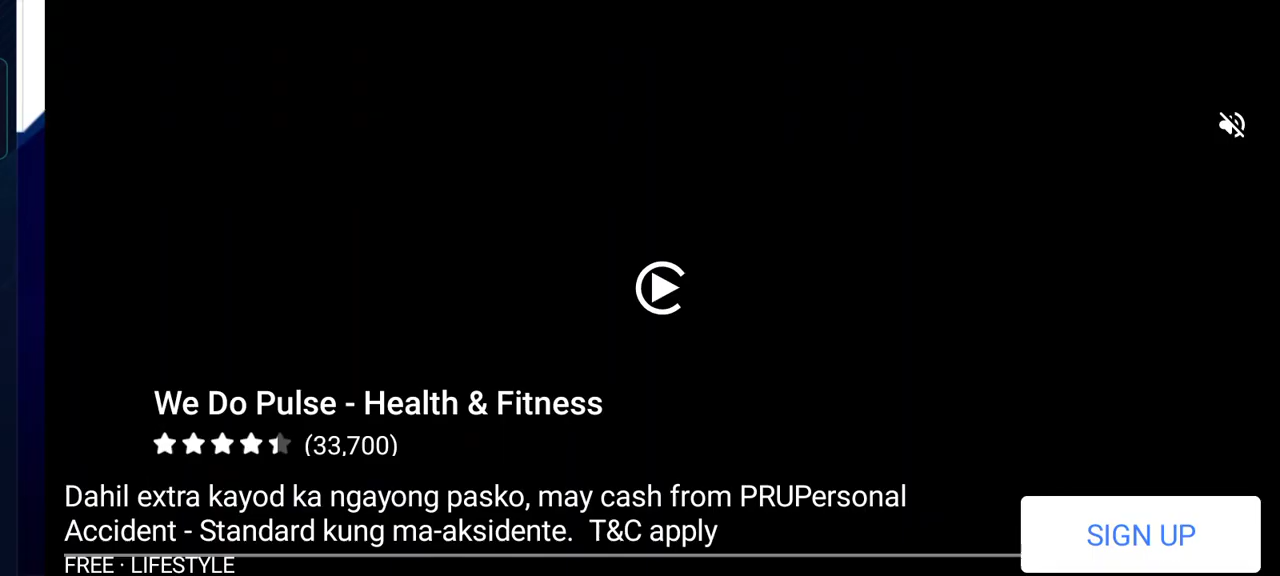 We Do Pulse - Health & Fitness
(33,700)
Dahil extra kayod ka ngayong pasko, may cash from PRUPersonal
Accident - Standard kung ma-aksidente.  T&C apply
SIGN UP
FREE · LIFESTYLE